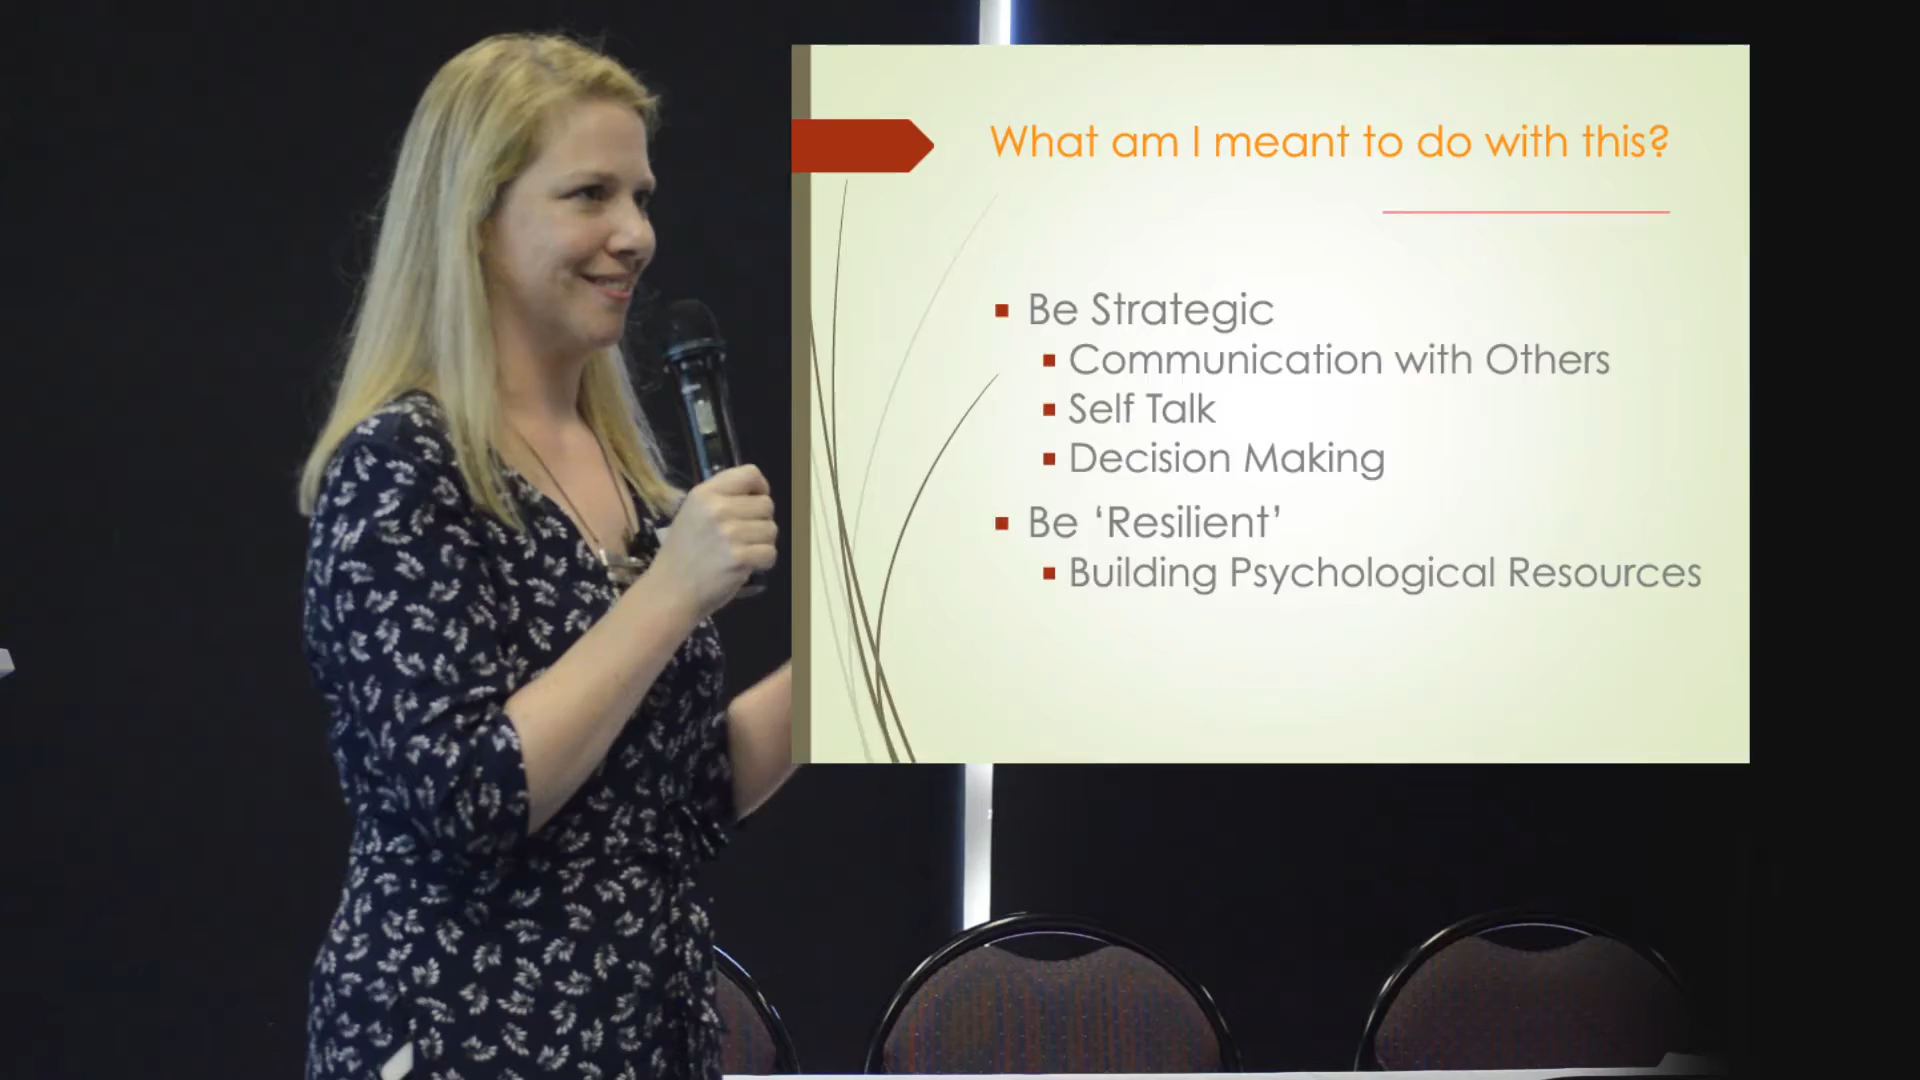 What am I meant to do with this?
Be Strategic
Communication with Others
Self Talk
Decision Making
Be ‘Resilient’
Building Psychological Resources